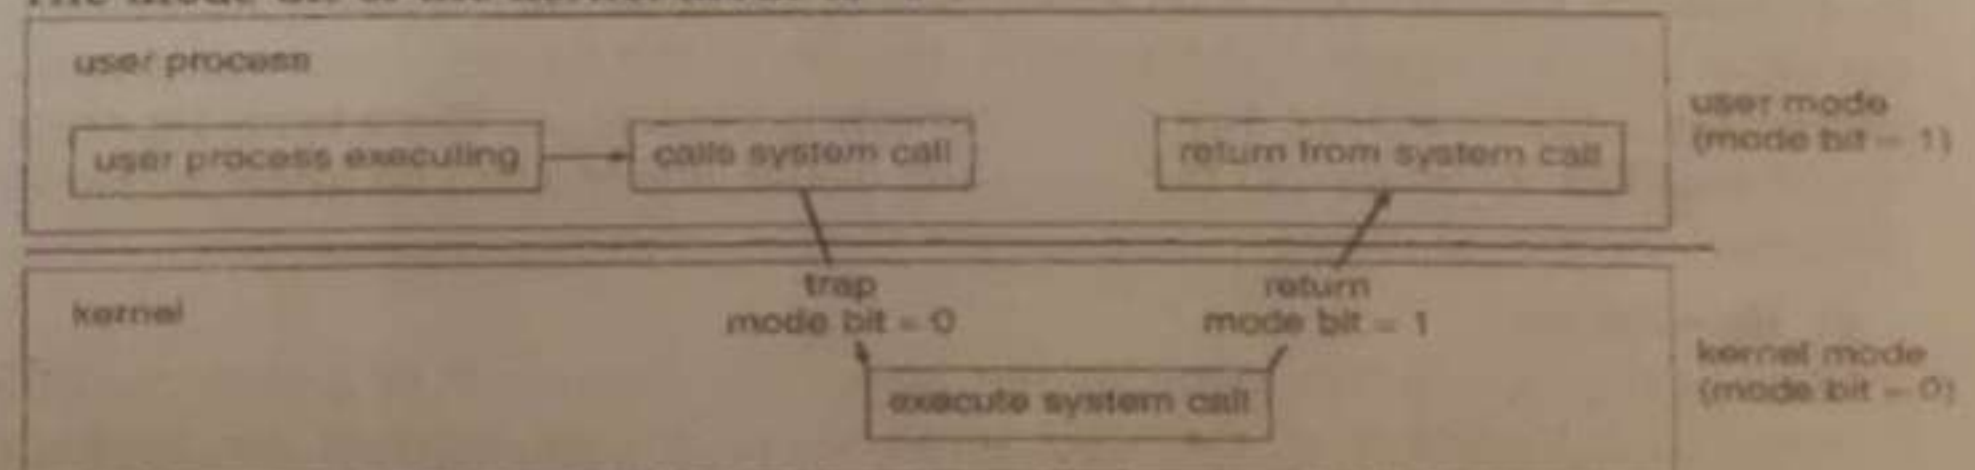 user process
user process executing
calls system call
return from system call
user mode
(mode bit = 1)
kernel
trap
mode bit = 0
return
mode bit = 1
kernel mode
(mode bit = 0)
execute system call